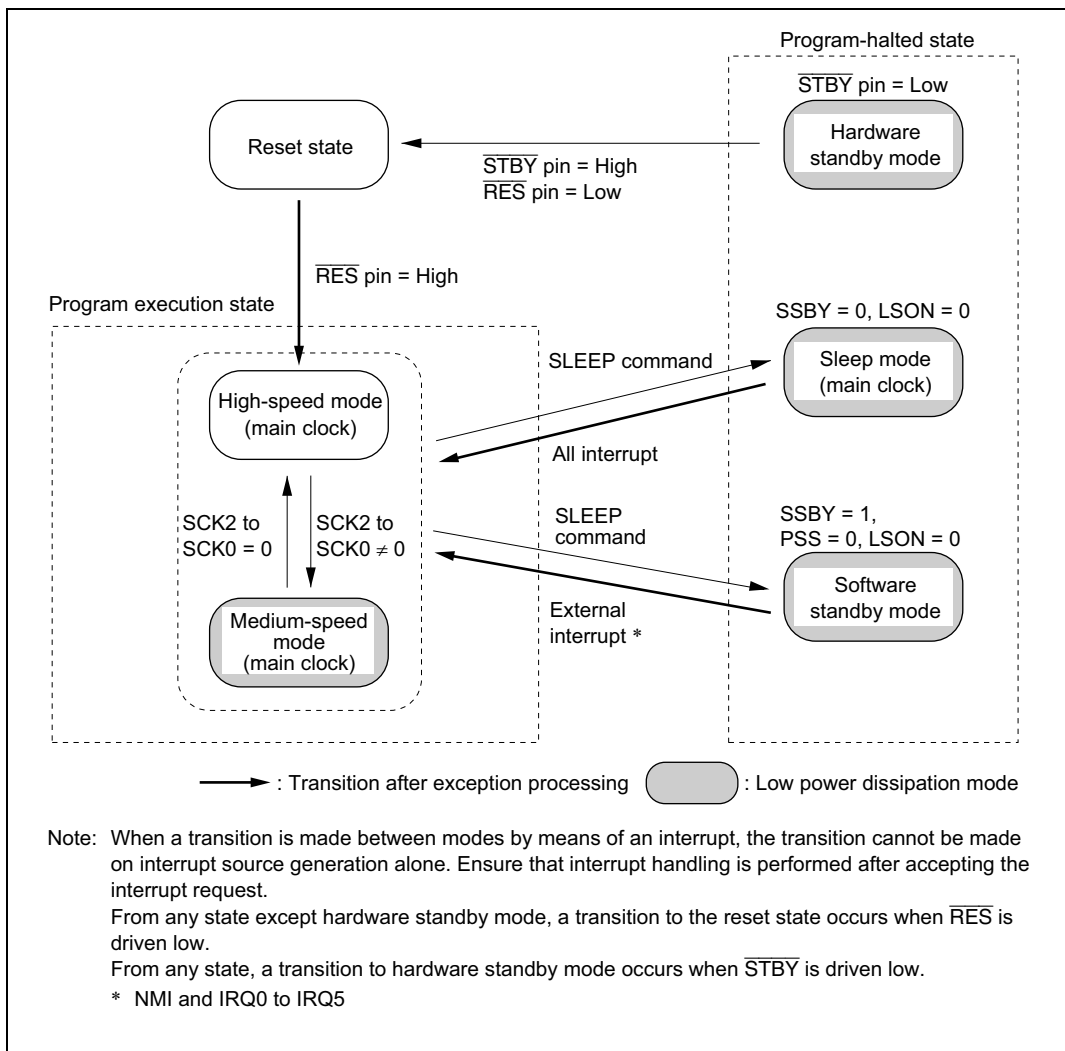 Program-halted state
S̅T̅B̅Y̅ pin = Low
Hardware
standby mode
Reset state
S̅T̅B̅Y̅ pin = High
R̅E̅S̅ pin = Low
R̅E̅S̅ pin = High
Program execution state
SSBY = 0, LSON = 0
Sleep mode
(main clock)
SLEEP command
All interrupt
High-speed mode
(main clock)
SCK2 to
SCK0 = 0
SCK2 to
SCK0 ≠ 0
Medium-speed
mode
(main clock)
SLEEP
command
External
interrupt *
SSBY = 1,
PSS = 0, LSON = 0
Software
standby mode
: Transition after exception processing
: Low power dissipation mode
Note: When a transition is made between modes by means of an interrupt, the transition cannot be made
on interrupt source generation alone. Ensure that interrupt handling is performed after accepting the
interrupt request.
From any state except hardware standby mode, a transition to the reset state occurs when R̅E̅S̅ is
driven low.
From any state, a transition to hardware standby mode occurs when S̅T̅B̅Y̅ is driven low.
* NMI and IRQ0 to IRQ5